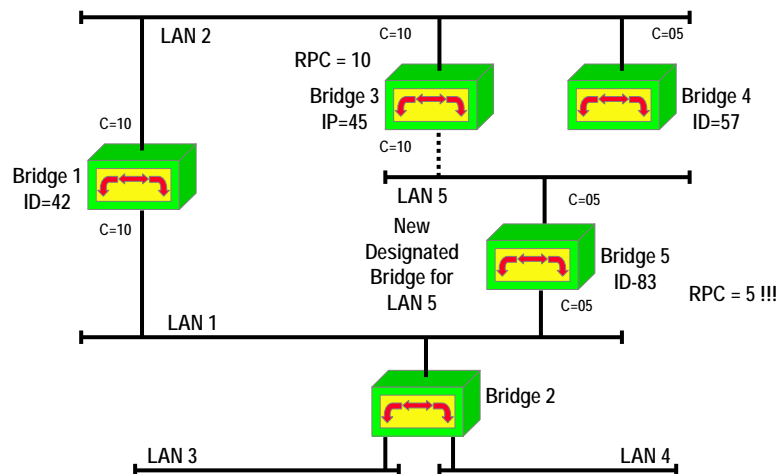 LAN 2
C=10
C=05
RPC = 10
Bridge 3
IP=45
Bridge 4
ID=57
C=10
C=10
Bridge 1
ID=42
C=10
LAN 5
C=05
New
Designated
Bridge for
LAN 5
Bridge 5
ID-83
RPC = 5 !!!
C=05
LAN 1
Bridge 2
LAN 3
LAN 4